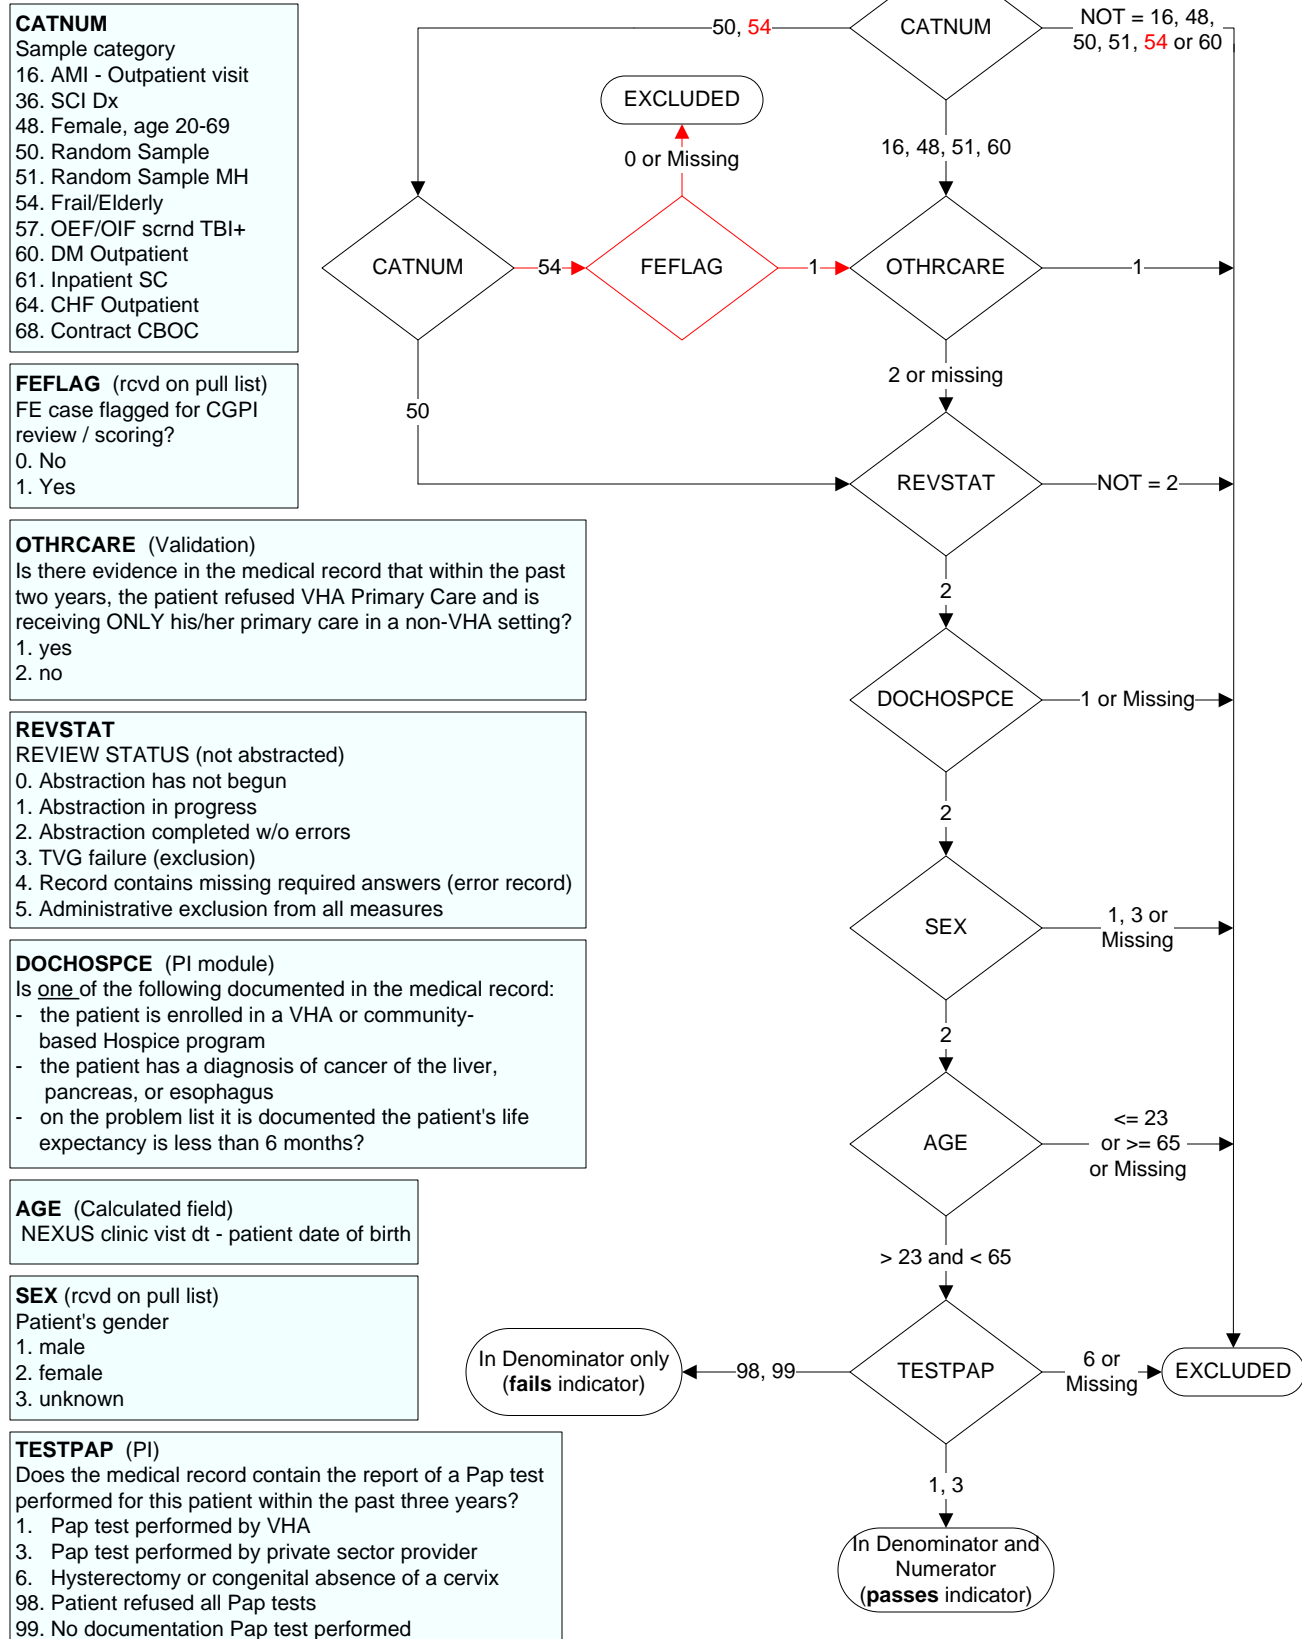 CATNUM
Sample category
16. AMI - Outpatient visit
36. SCI Dx
48. Female, age 20-69
50. Random Sample
51. Random Sample MH
54. Frail/Elderly
57. OEF/OIF scrnd TBI+
60. DM Outpatient
61. Inpatient SC
64. CHF Outpatient
68. Contract CBOC
FEFLAG (rcvd on pull list)
FE case flagged for CGPI
review / scoring?
0. No
1. Yes
OTHRCARE (Validation)
Is there evidence in the medical record that within the past
two years, the patient refused VHA Primary Care and is
receiving ONLY his/her primary care in a non-VHA setting?
1. yes
2. no
REVSTAT
REVIEW STATUS (not abstracted)
0. Abstraction has not begun
1. Abstraction in progress
2. Abstraction completed w/o errors
3. TVG failure (exclusion)
4. Record contains missing required answers (error record)
5. Administrative exclusion from all measures
DOCHOSPCE (PI module)
Is one of the following documented in the medical record:
- the patient is enrolled in a VHA or community-
based Hospice program
- the patient has a diagnosis of cancer of the liver,
pancreas, or esophagus
- on the problem list it is documented the patient's life
expectancy is less than 6 months?
AGE (Calculated field)
NEXUS clinic vist dt - patient date of birth
SEX (rcvd on pull list)
Patient's gender
1. male
2. female
3. unknown
TESTPAP (PI)
Does the medical record contain the report of a Pap test
performed for this patient within the past three years?
1. Pap test performed by VHA
3. Pap test performed by private sector provider
6. Hysterectomy or congenital absence of a cervix
98. Patient refused all Pap tests
99. No documentation Pap test performed
50, 54
CATNUM
NOT = 16, 48,
50, 51, 54 or 60
EXCLUDED
0 or Missing
16, 48, 51, 60
CATNUM
54
FEFLAG
1
OTHRCARE
1
2 or missing
50
REVSTAT
NOT = 2
2
DOCHOSPCE
1 or Missing
2
SEX
1, 3 or
Missing
2
AGE
<= 23
or >= 65
or Missing
> 23 and < 65
In Denominator only
(fails indicator)
98, 99
TESTPAP
6 or
Missing
EXCLUDED
1, 3
In Denominator and
Numerator
(passes indicator)